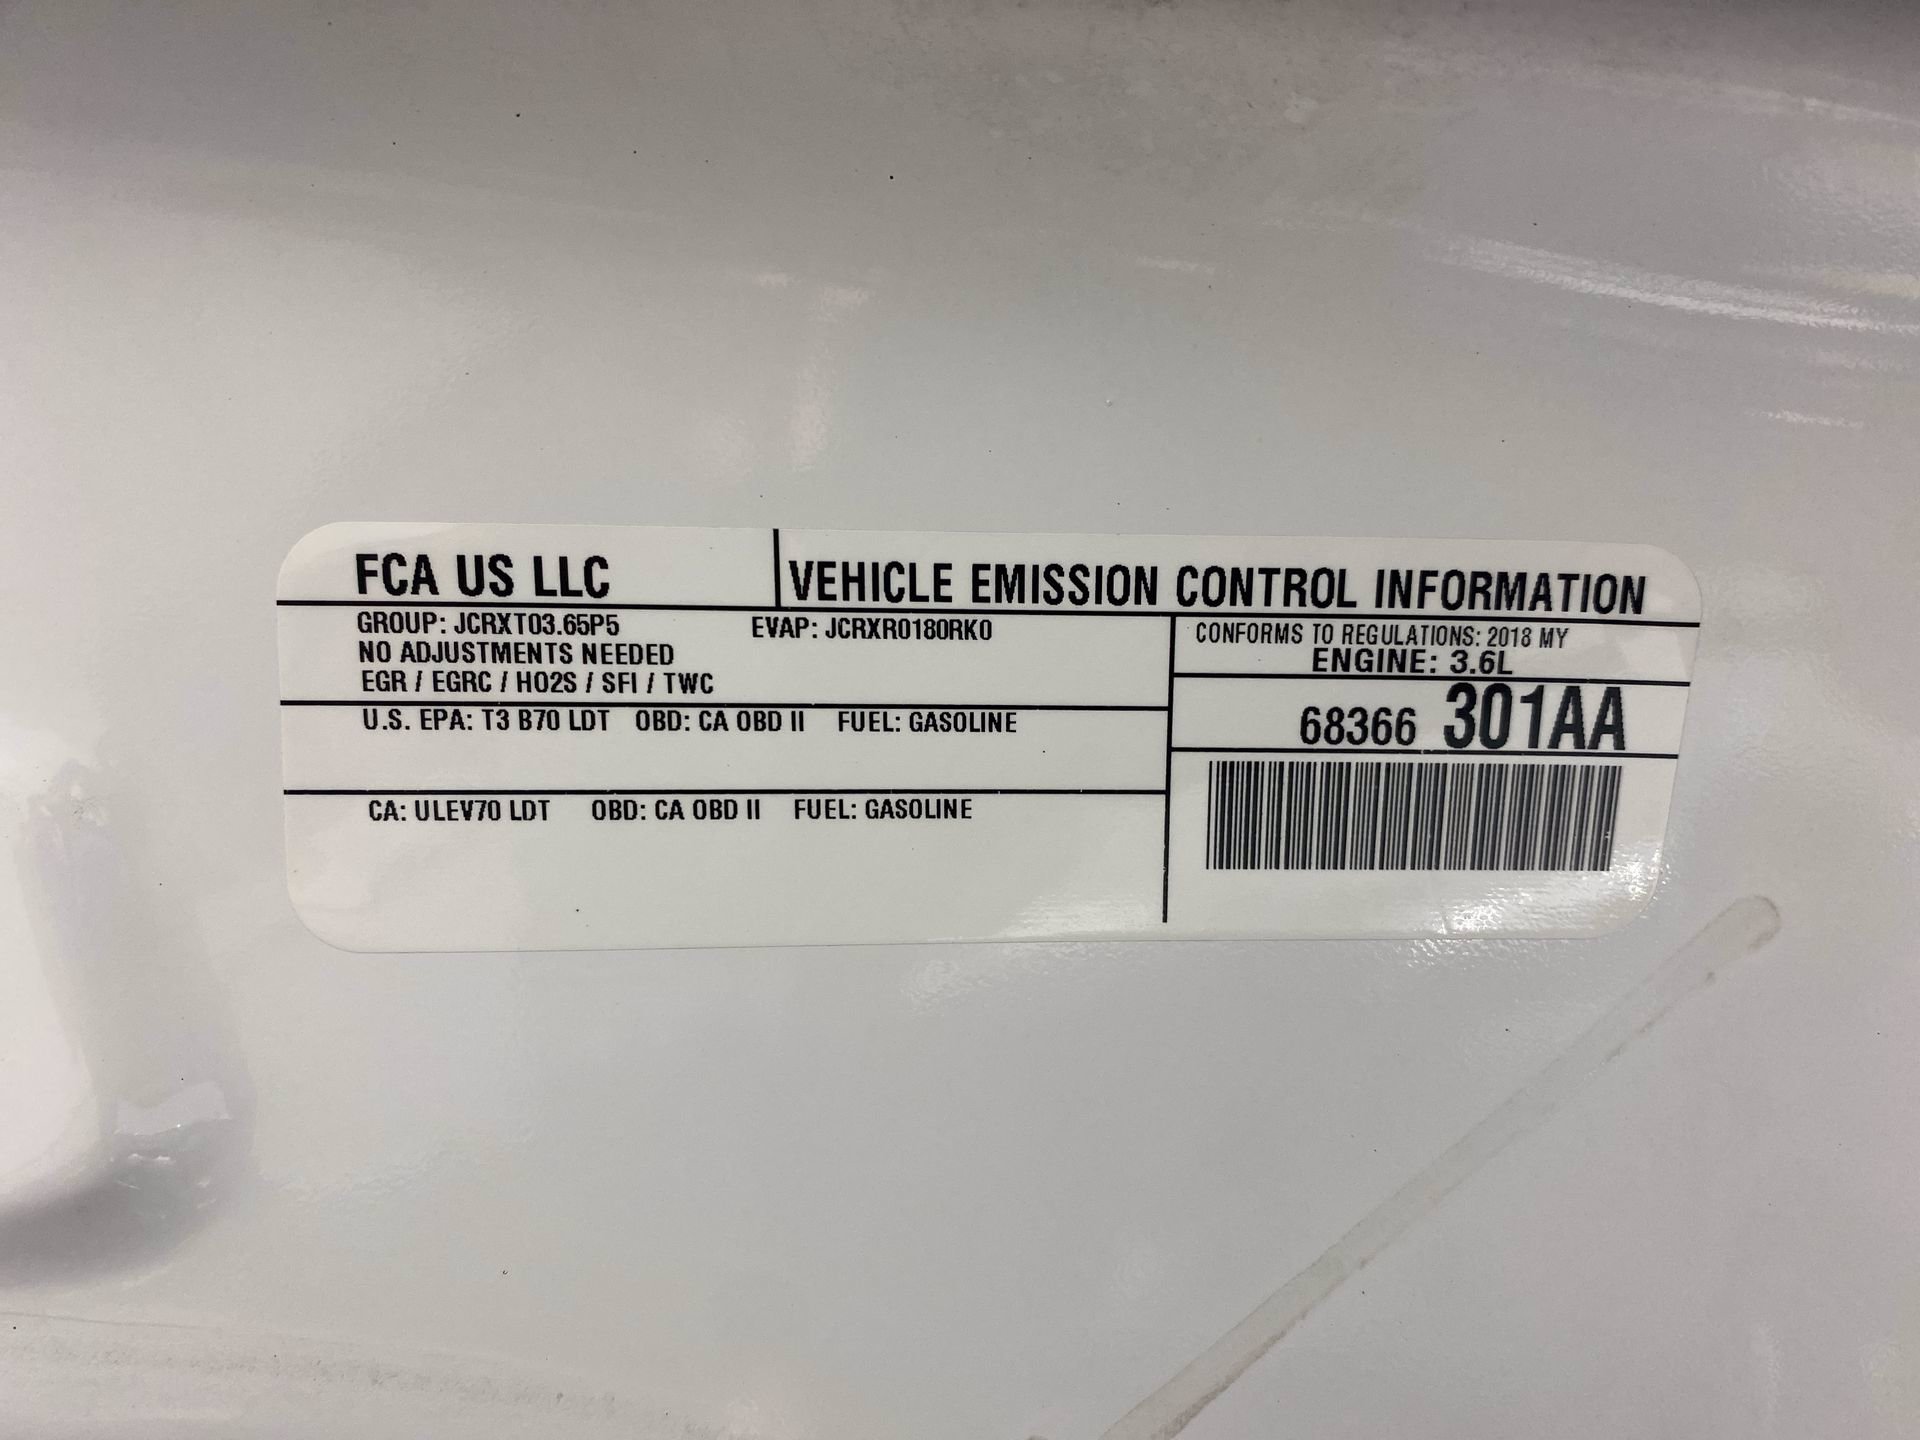 FCA US LLC
VEHICLE EMISSION CONTROL INFORMATION
GROUP: JCRXT03.65P5 EVAP: JCRXR0180RK0
NO ADJUSTMENTS NEEDED
EGR / EGRC / HO2S / SFI / TWC
U.S. EPA: T3 B70 LDT OBD: CA OBD II FUEL: GASOLINE
CA: ULEV70 LDT OBD: CA OBD II FUEL: GASOLINE
CONFORMS TO REGULATIONS: 2018 MY
ENGINE: 3.6L
68366 301AA